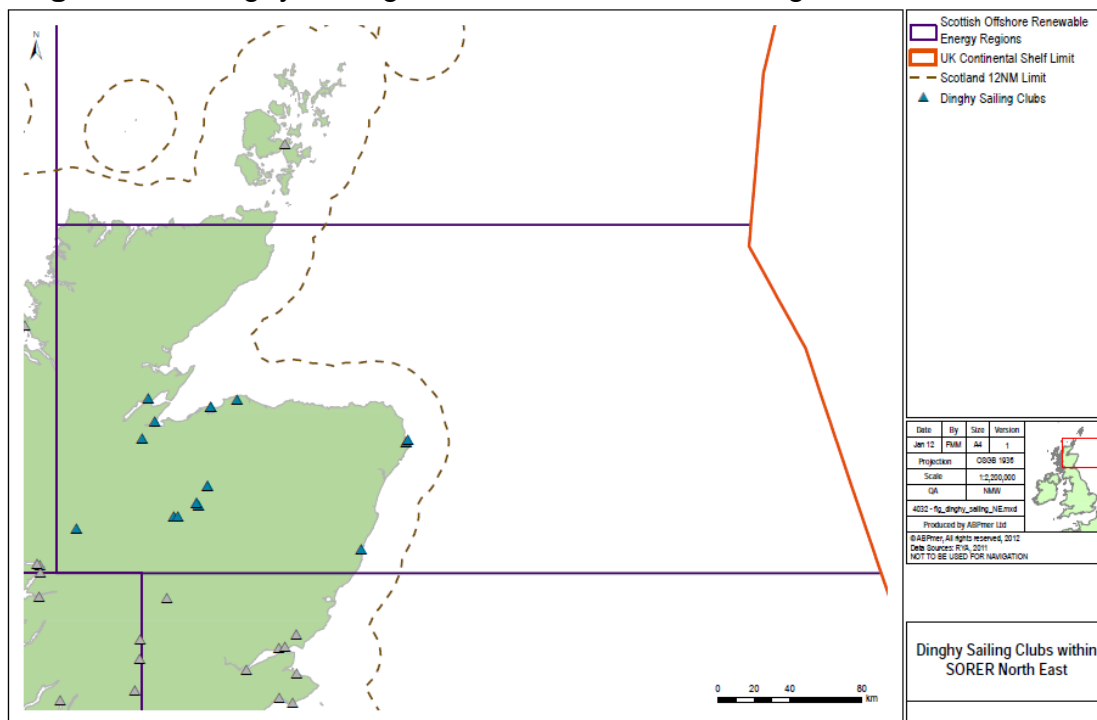 N
Scottish Offshore Renewable
Energy Regions
UK Continental Shelf Limit
Scotland 12NM Limit
Dinghy Sailing Clubs
Date By Size Version
Jan 12 FMM A4 1
Projection OSGB 1936
Scale 1:2,200,000
QA NMW
4032 - fig_dinghy_sailing_NE.mxd
Produced by ABPmer Ltd
© ABPmer, All rights reserved, 2012
Data Sources: RYA, 2011
NOT TO BE USED FOR NAVIGATION
Dinghy Sailing Clubs within
SORER North East
0 10 20 40 60 80
km